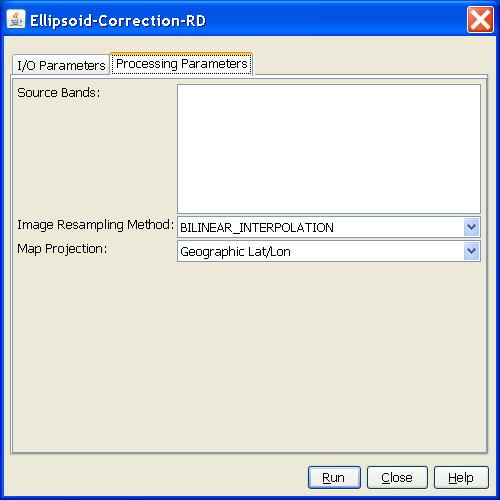 Ellipsoid-Correction-RD
I/O Parameters
Processing Parameters
Source Bands:
Image Resampling Method:
BILINEAR_INTERPOLATION
Map Projection:
Geographic Lat/Lon
Run
Close
Help